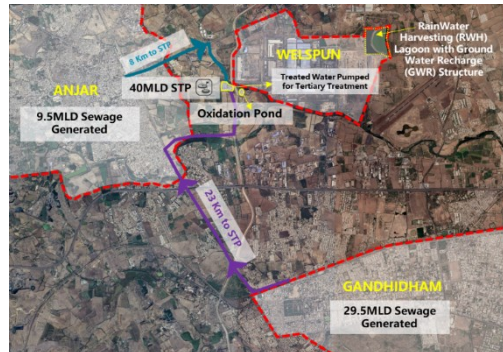 8 Km to STP
WELSPUN
RainWater
Harvesting (RWH)
Lagoon with Ground
Water Recharge
(GWR) Structure
ANJAR
40MLD STP
Treated Water Pumped
for Tertiary Treatment
9.5MLD Sewage
Generated
Oxidation Pond
23 Km to STP
GANDHIDHAM
29.5MLD Sewage
Generated